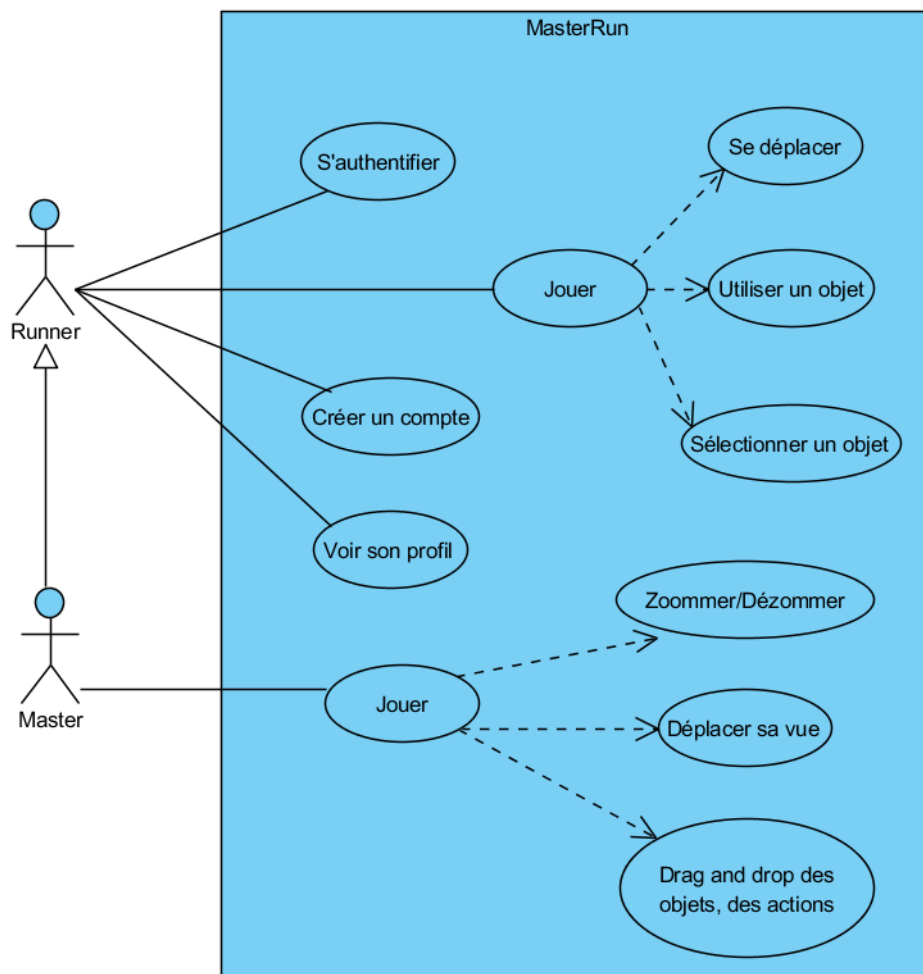 MasterRun
S'authentifier
Se déplacer
Runner
Jouer
Utiliser un objet
Créer un compte
Sélectionner un objet
Voir son profil
Zoommer/Dézommer
Master
Jouer
Déplacer sa vue
Drag and drop des
objets, des actions